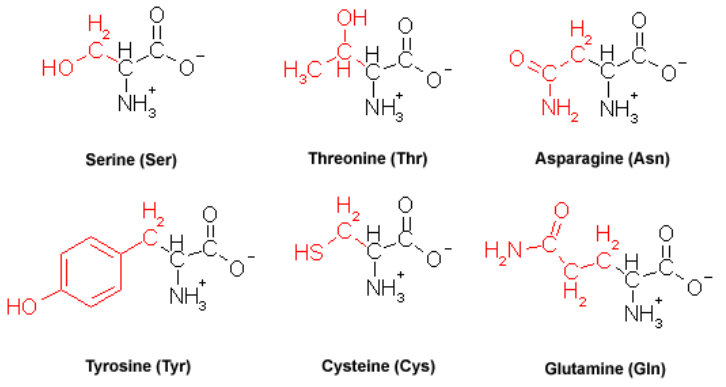 H₂ O
C H C
HO C O⁻
NH₃⁺
Serine (Ser)
OH O
C C
H₃C H C O⁻
NH₃⁺
Threonine (Thr)
H₂ O
O C H C
C C O⁻
NH₂ NH₃⁺
Asparagine (Asn)
H₂ O
C H C
C O⁻
HO NH₃⁺
Tyrosine (Tyr)
H₂ O
C H C
HS C O⁻
NH₃⁺
Cysteine (Cys)
O H₂ O
H₂N C C H C
C C O⁻
H₂ NH₃⁺
Glutamine (Gln)